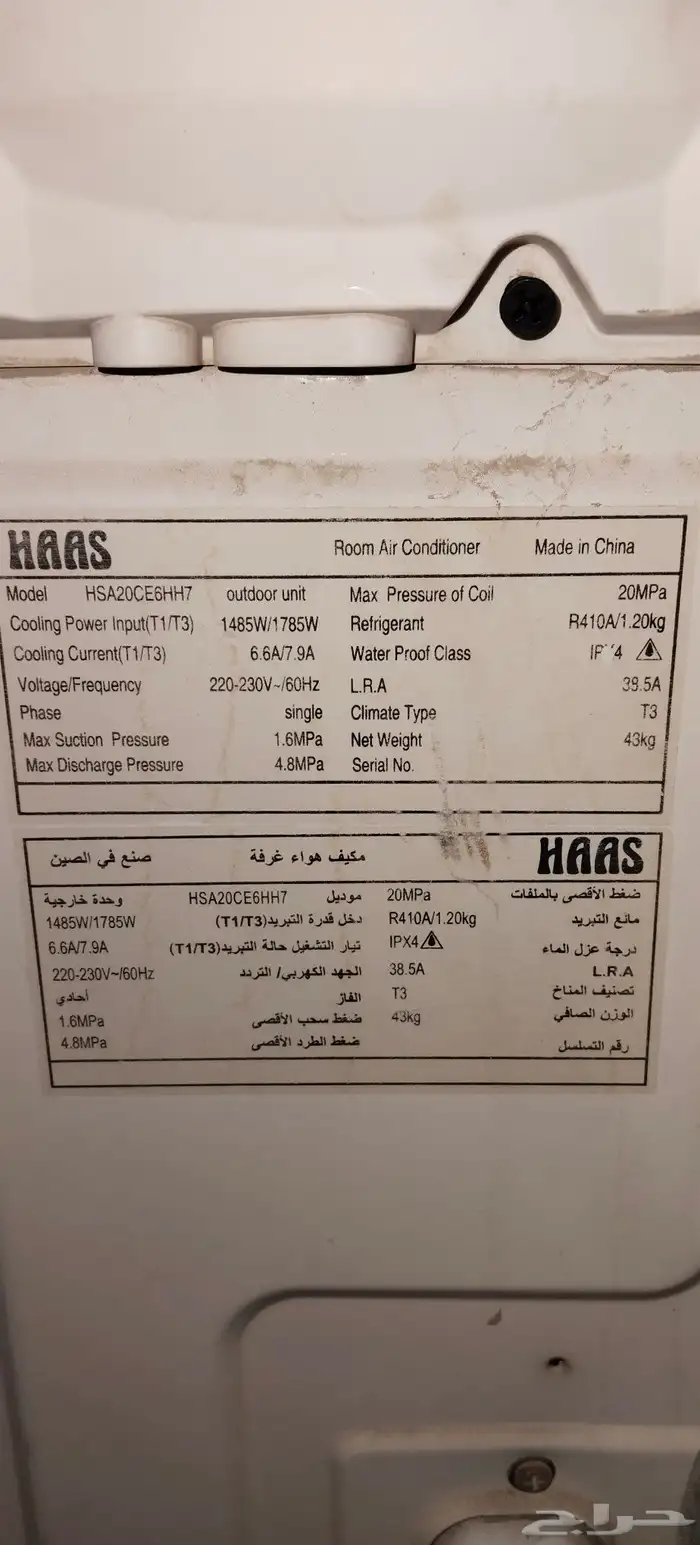 HAAS Room Air Conditioner Made in China
Model HSA20CE6HH7 outdoor unit Max Pressure of Coil 20MPa
Cooling Power Input(T1/T3) 1485W/1785W Refrigerant R410A/1.20kg
Cooling Current(T1/T3) 6.6A/7.9A Water Proof Class
Voltage/Frequency 220-230V~/60Hz L.R.A 38.5A
Phase single Climate Type T3
Max Suction Pressure 1.6MPa Net Weight 43kg
Max Discharge Pressure 4.8MPa Serial No.
HAAS مكيف هواء غرفة صنع في الصين
ضغط الأقصى بالملفات 20MPa موديل HSA20CE6HH7 وحدة خارجية
مائع التبريد R410A/1.20kg دخل قدرة التبريد(T1/T3) 1485W/1785W
درجة عزل الماء IPX4 تيار التشغيل حالة التبريد(T1/T3) 6.6A/7.9A
L.R.A 38.5A الجهد الكهربي/ التردد 220-230V~/60Hz
تصنيف المناخ T3 الفاز أحادي
الوزن الصافي 43kg ضغط سحب الأقصى 1.6MPa
رقم التسلسل ضغط الطرد الأقصى 4.8MPa
حراج